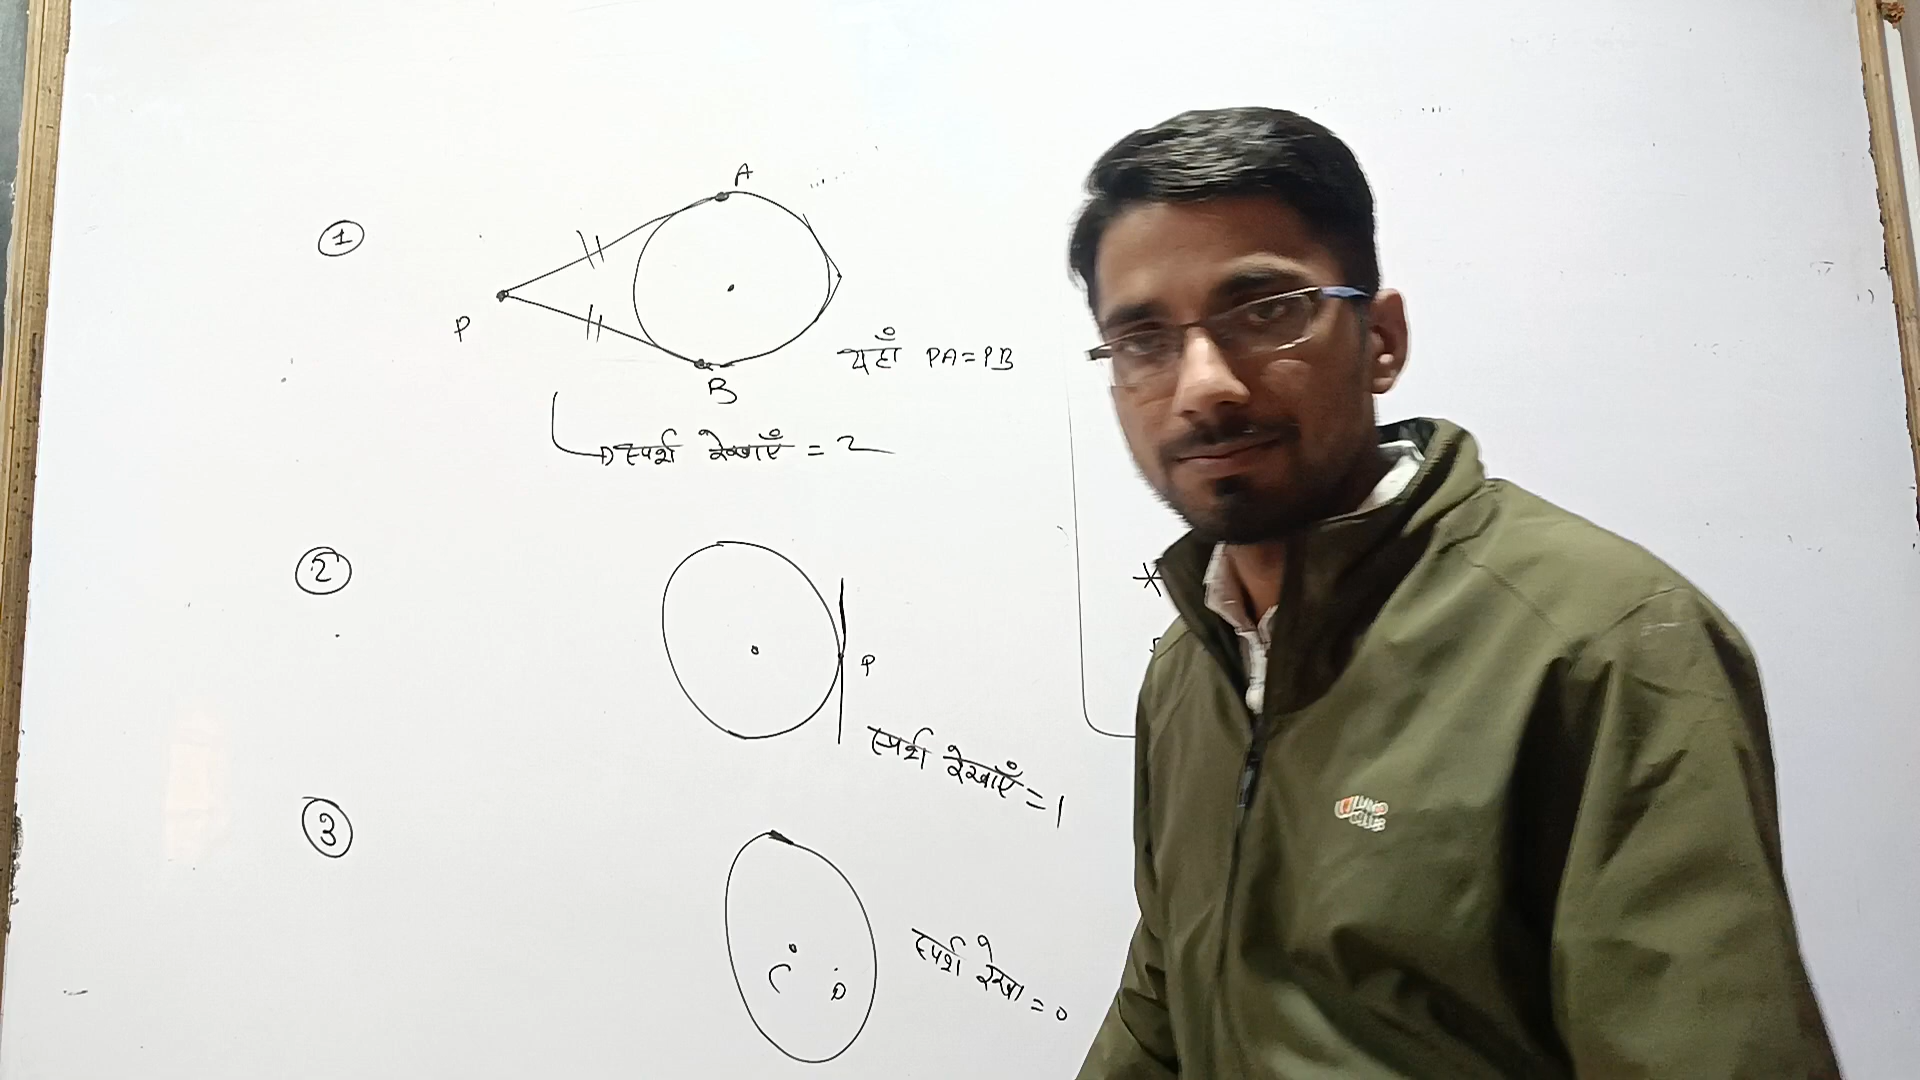 1
A
P
B
यहाँ PA=PB
स्पर्श रेखाएँ = 2
2
P
स्पर्श रेखाएँ = 1
3
C
स्पर्श रेखा = 0
*